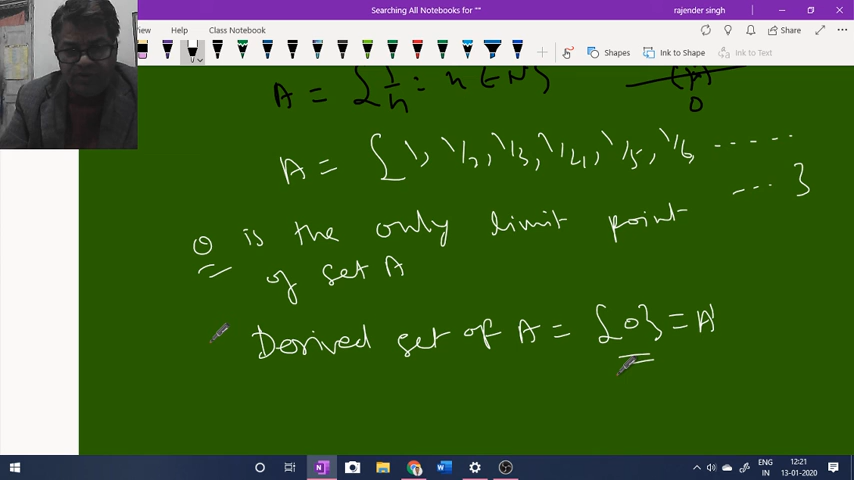 Searching All Notebooks for ""
rajender singh
View Help Class Notebook
Share
Shapes Ink to Shape Ink to Text
A = { 1/n : n ∈ N }
0
A = { 1, 1/2, 1/3, 1/4, 1/5, 1/6, ------
--- }
0 is the only limit point
of set A
Derived set of A = {0} = A'
ENG
IN
12:21
13-01-2020